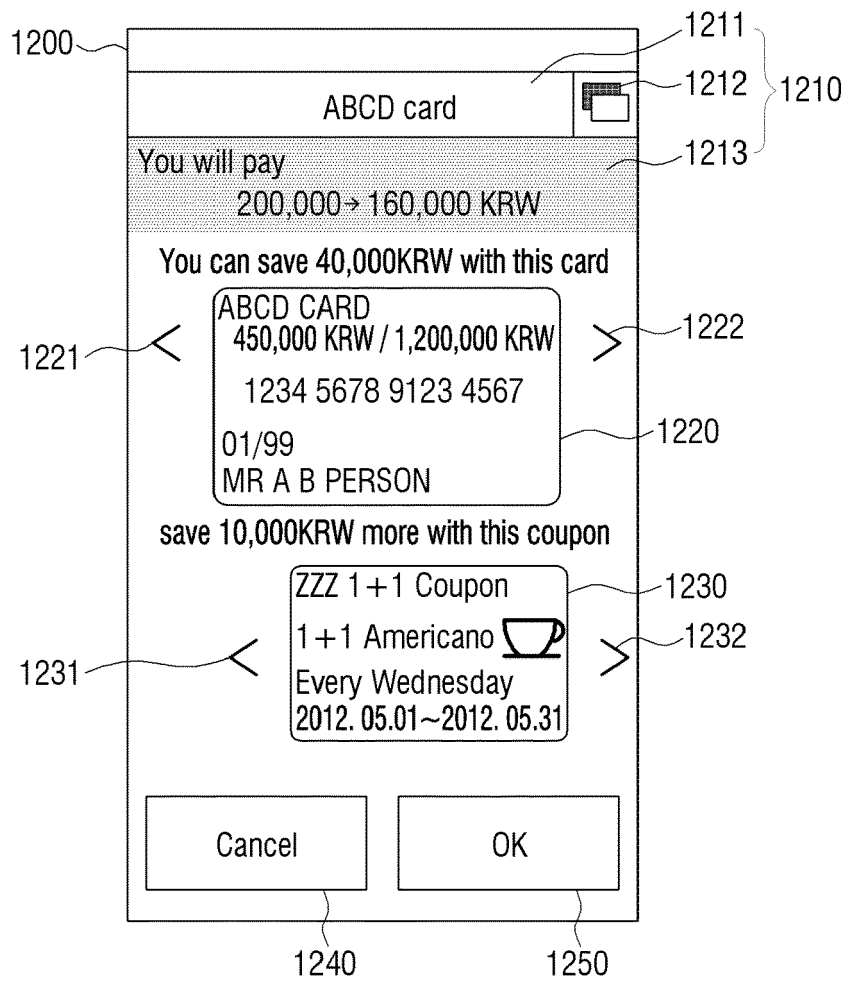 1200
1211
1212
1210
ABCD card
1213
You will pay
200,000→160,000 KRW
You can save 40,000KRW with this card
ABCD CARD
450,000 KRW / 1,200,000 KRW
1221
<
>
1222
1234 5678 9123 4567
1220
01/99
MR A B PERSON
save 10,000KRW more with this coupon
ZZZ 1+1 Coupon
1230
1+1 Americano
1231
<
>
1232
Every Wednesday
2012. 05.01~2012. 05.31
Cancel
OK
1240
1250